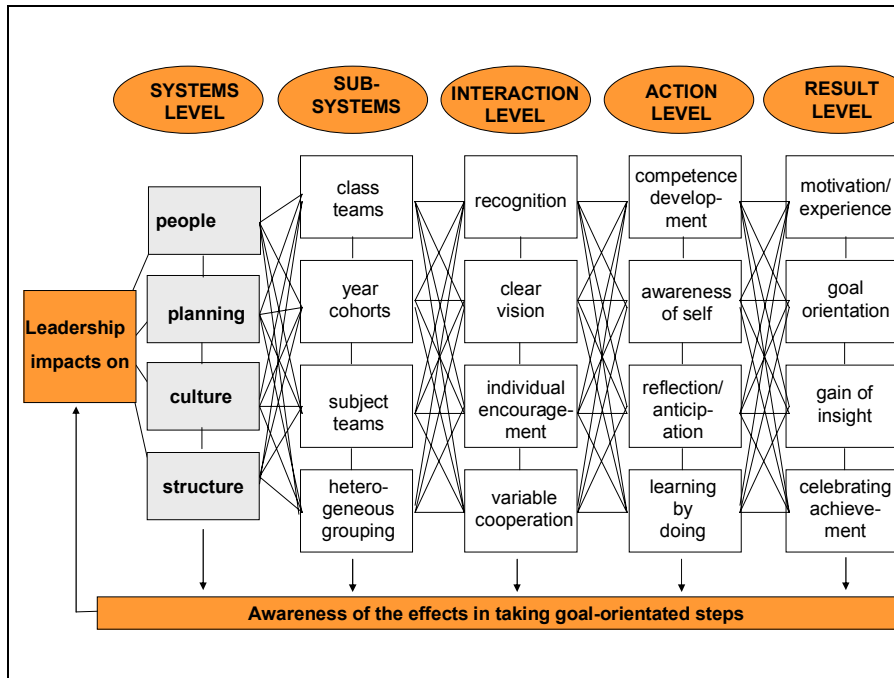 SYSTEMS
LEVEL
SUB-
SYSTEMS
INTERACTION
LEVEL
ACTION
LEVEL
RESULT
LEVEL
Leadership
impacts on
people
planning
culture
structure
class
teams
year
cohorts
subject
teams
hetero-
geneous
grouping
recognition
clear
vision
individual
encourage-
ment
variable
cooperation
competence
develop-
ment
awareness
of self
reflection/
anticip-
ation
learning
by
doing
motivation/
experience
goal
orientation
gain of
insight
celebrating
achieve-
ment
Awareness of the effects in taking goal-orientated steps